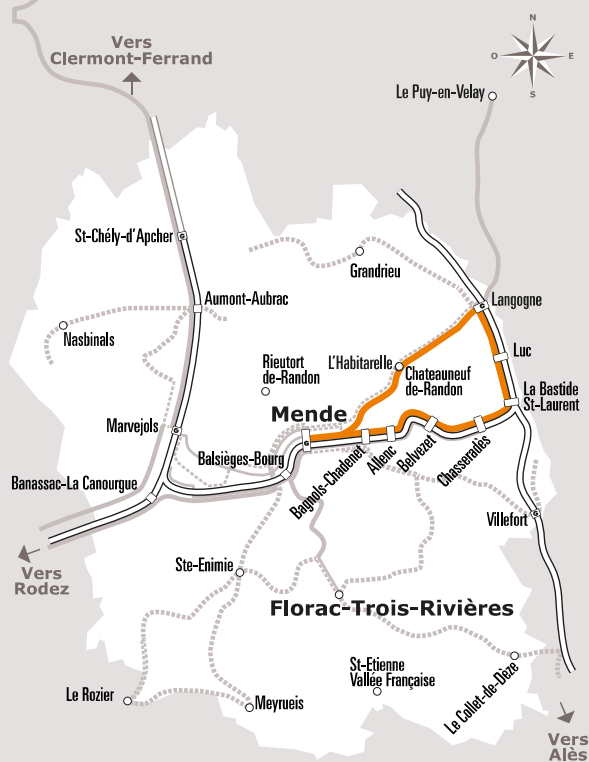 Vers
Clermont-Ferrand
N
O
E
S
Le Puy-en-Velay
St-Chély-d'Apcher
Grandrieu
Aumont-Aubrac
Langogne
Nasbinals
Luc
Rieutort
de-Randon
L'Habitarelle
Chateauneuf
de-Randon
La Bastide
St-Laurent
Mende
Marvejols
Balsièges-Bourg
Bagnols-Chadenet
Allenc
Belvezet
Chasseradès
Banassac-La Canourgue
Villefort
Vers
Rodez
Ste-Enimie
Florac-Trois-Rivières
St-Etienne
Vallée Française
Le Collet-de-Dèze
Le Rozier
Meyrueis
Vers
Alès